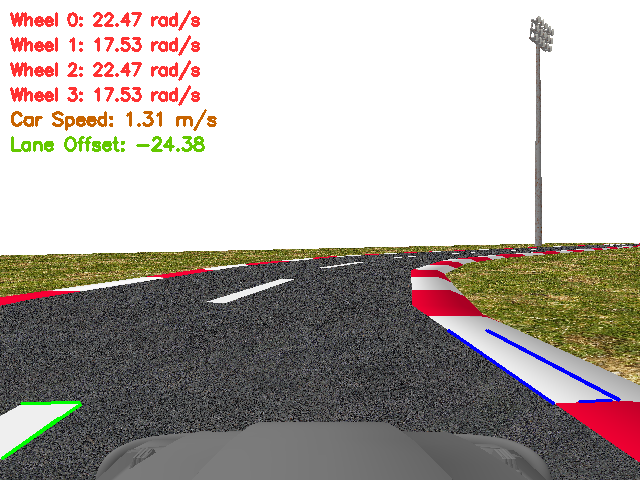 Wheel 0: 22.47 rad/s
Wheel 1: 17.53 rad/s
Wheel 2: 22.47 rad/s
Wheel 3: 17.53 rad/s
Car Speed: 1.31 m/s
Lane Offset: -24.38